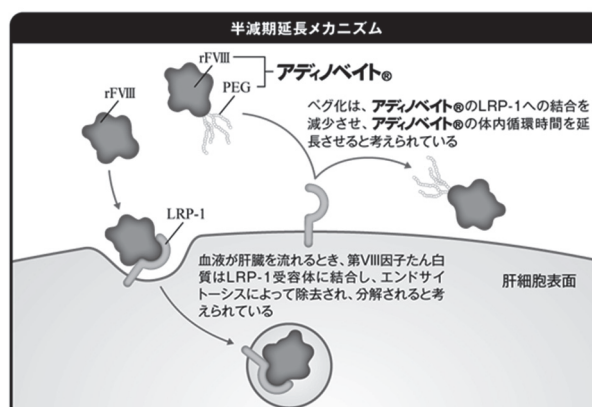 半減期延長メカニズム
rFVIII
アディノベイト®
PEG
rFVIII
ペグ化は、アディノベイト®のLRP-1への結合を
減少させ、アディノベイト®の体内循環時間を延
長させると考えられている
LRP-1
血液が肝臓を流れるとき、第VIII因子たん白
質はLRP-1受容体に結合し、エンドサイ
トーシスによって除去され、分解されると考
えられている
肝細胞表面